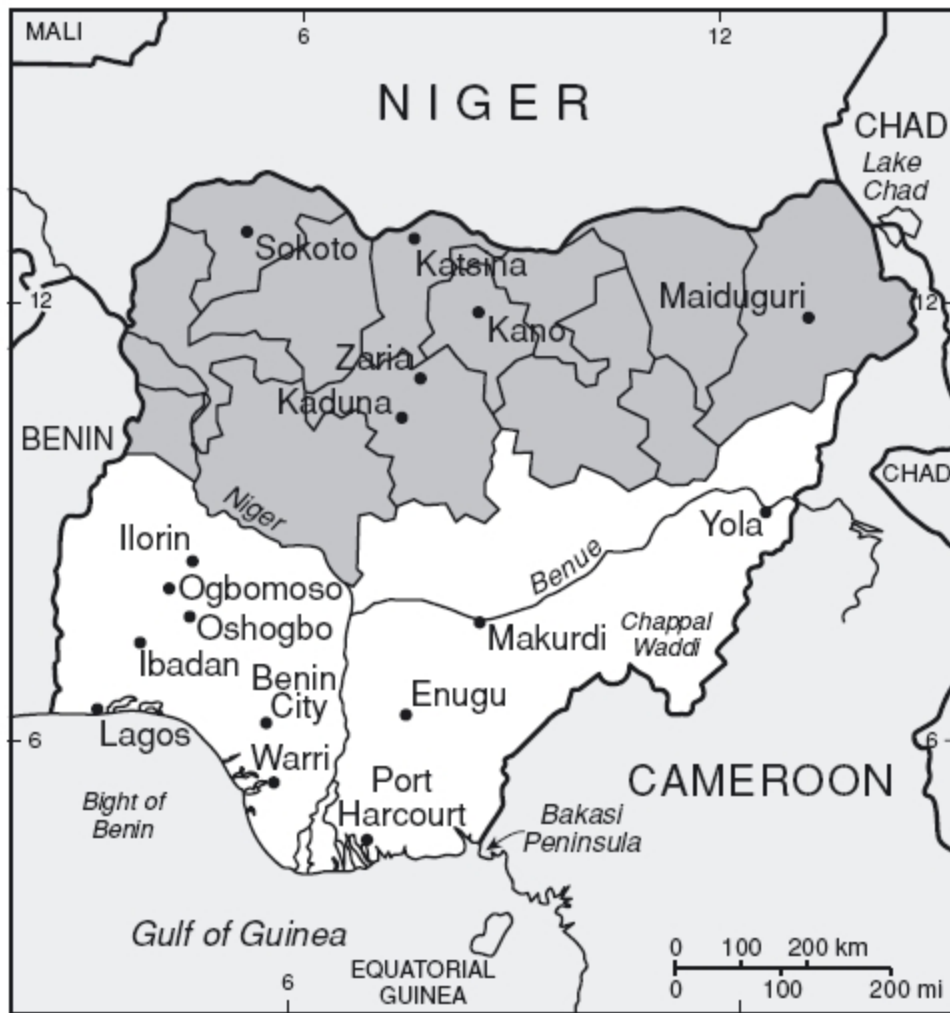 MALI
6
12
NIGER
CHAD
Lake
Chad
Sokoto
Katsina
12
Maiduguri
12
Kano
Zaria
Kaduna
BENIN
CHAD
Niger
Yola
Ilorin
Benue
Ogbomoso
Oshogbo
Makurdi
Chappal
Waddi
Ibadan
Benin
City
Enugu
Lagos
6
6
Warri
CAMEROON
Port
Harcourt
Bight of
Benin
Bakasi
Peninsula
Gulf of Guinea
EQUATORIAL
GUINEA
6
0 100 200 km
0 100 200 mi